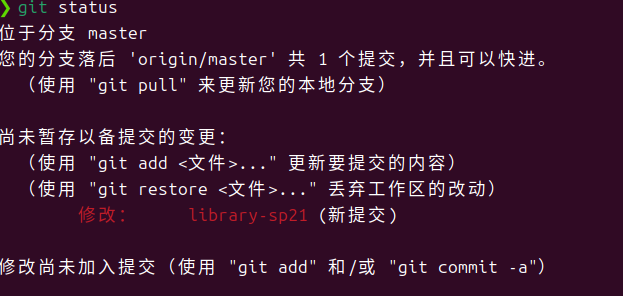 ❯ git status
位于分支 master
您的分支落后 'origin/master' 共 1 个提交，并且可以快进。
（使用 "git pull" 来更新您的本地分支）
尚未暂存以备提交的变更：
（使用 "git add <文件>..." 更新要提交的内容）
（使用 "git restore <文件>..." 丢弃工作区的改动）
修改： library-sp21 (新提交)
修改尚未加入提交（使用 "git add" 和/或 "git commit -a"）